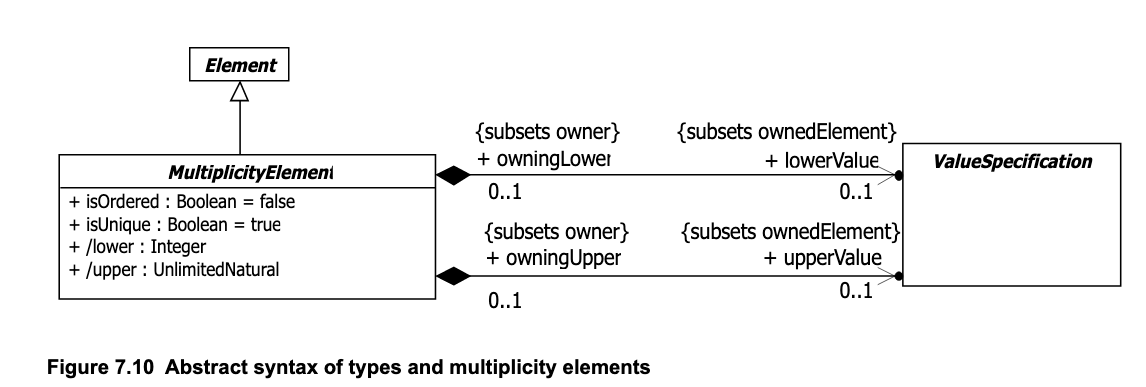 Element
{subsets owner}
{subsets ownedElement}
+ owningLower
+ lowerValue
MultiplicityElement
ValueSpecification
0..1
0..1
+ isOrdered : Boolean = false
+ isUnique : Boolean = true
+ /lower : Integer
+ /upper : UnlimitedNatural
{subsets owner}
{subsets ownedElement}
+ owningUpper
+ upperValue
0..1
0..1
Figure 7.10 Abstract syntax of types and multiplicity elements